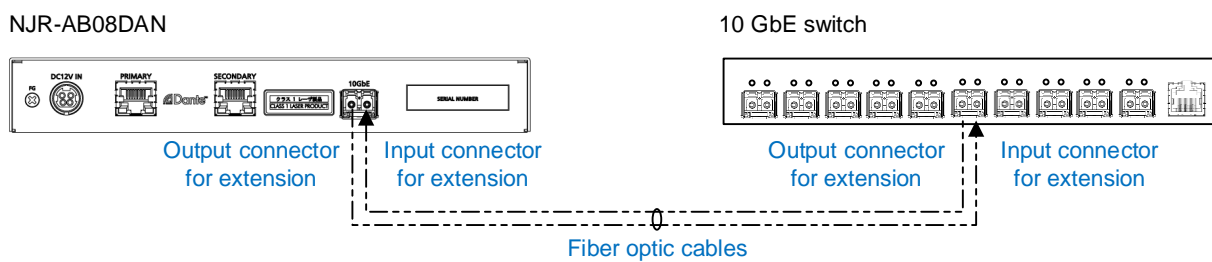 NJR-AB08DAN
10 GbE switch
FG
DC12V IN
PRIMARY
Dante™
SECONDARY
クラス 1 レーザ製品
CLASS 1 LASER PRODUCT
10GbE
SERIAL NUMBER
Output connector
for extension
Input connector
for extension
Output connector
for extension
Input connector
for extension
Fiber optic cables